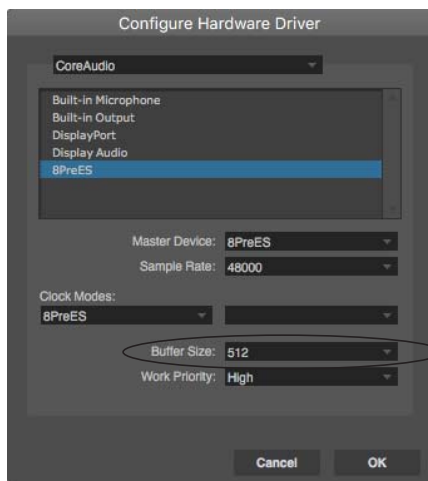 Configure Hardware Driver
CoreAudio
Built-in Microphone
Built-in Output
DisplayPort
Display Audio
8PreES
Master Device: 8PreES
Sample Rate: 48000
Clock Modes:
8PreES
Buffer Size: 512
Work Priority: High
Cancel OK